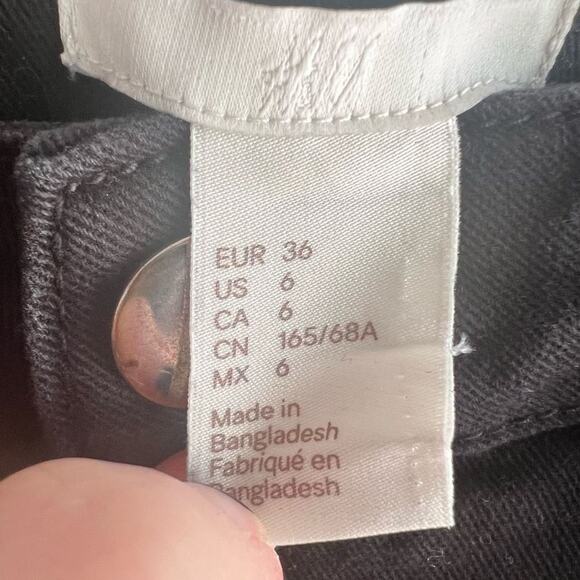 H&M
EUR 36
US 6
CA 6
CN 165/68A
MX 6
Made in
Bangladesh
Fabriqué en
Bangladesh